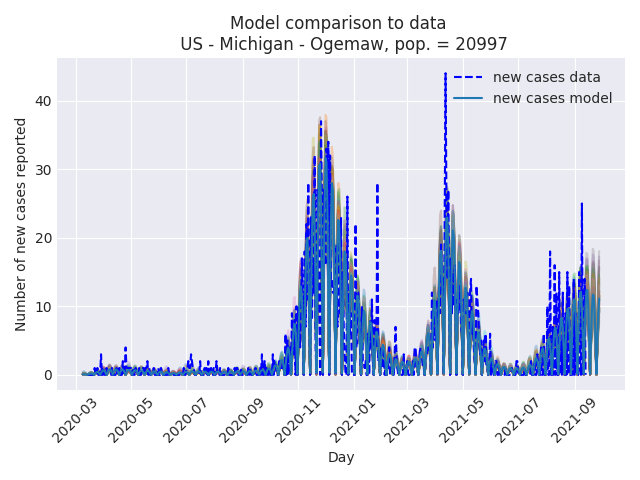 Model comparison to data
US - Michigan - Ogemaw, pop. = 20997
new cases data
new cases model
Number of new cases reported
40
30
20
10
0
2020-03
2020-05
2020-07
2020-09
2020-11
2021-01
2021-03
2021-05
2021-07
2021-09
Day